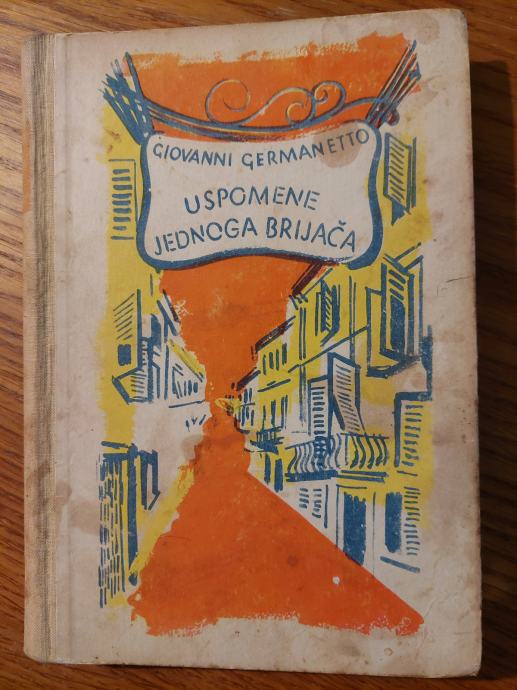 GIOVANNI GERMANETTO
USPOMENE
JEDNOGA BRIJAČA